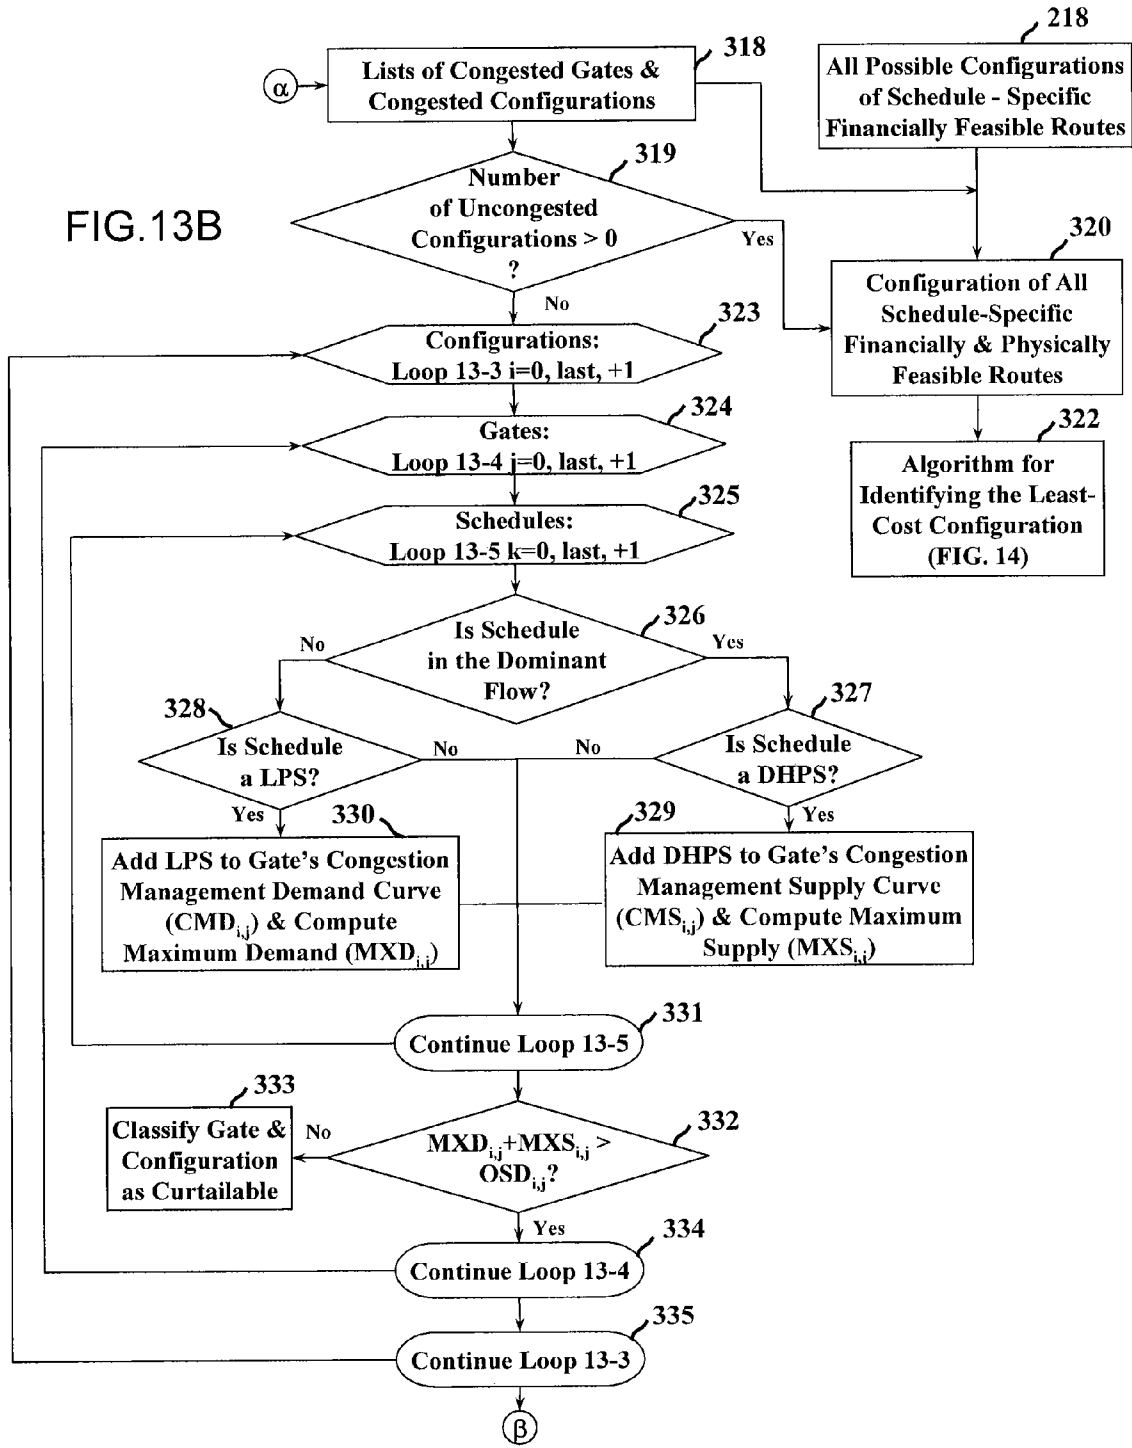 318
218
α
Lists of Congested Gates &
Congested Configurations
All Possible Configurations
of Schedule - Specific
Financially Feasible Routes
319
Number
of Uncongested
Configurations > 0
?
Yes
No
FIG.13B
320
Configuration of All
Schedule-Specific
Financially & Physically
Feasible Routes
323
Configurations:
Loop 13-3 i=0, last, +1
324
Gates:
Loop 13-4 j=0, last, +1
322
Algorithm for
Identifying the Least-
Cost Configuration
(FIG. 14)
325
Schedules:
Loop 13-5 k=0, last, +1
326
Is Schedule
in the Dominant
Flow?
No
Yes
328
Is Schedule
a LPS?
No
Yes
327
Is Schedule
a DHPS?
No
Yes
330
Add LPS to Gate's Congestion
Management Demand Curve
(CMDi,j) & Compute
Maximum Demand (MXDi,j)
329
Add DHPS to Gate's Congestion
Management Supply Curve
(CMSi,j) & Compute Maximum
Supply (MXSi,j)
331
Continue Loop 13-5
333
Classify Gate &
Configuration
as Curtailable
No
332
MXDi,j+MXSi,j >
OSDi,j?
Yes
334
Continue Loop 13-4
335
Continue Loop 13-3
β